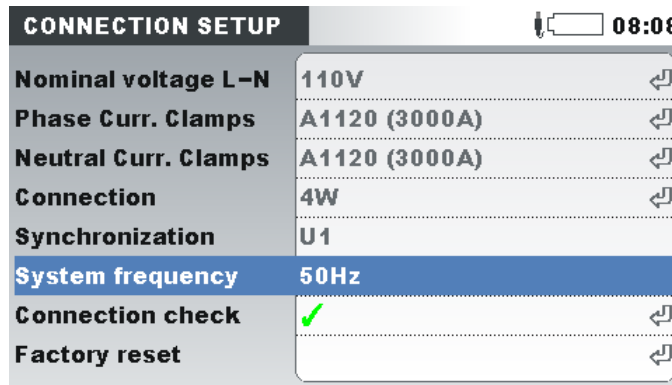 CONNECTION SETUP 08:08
Nominal voltage L-N 110V
Phase Curr. Clamps A1120 (3000A)
Neutral Curr. Clamps A1120 (3000A)
Connection 4W
Synchronization U1
System frequency 50Hz
Connection check ✓
Factory reset